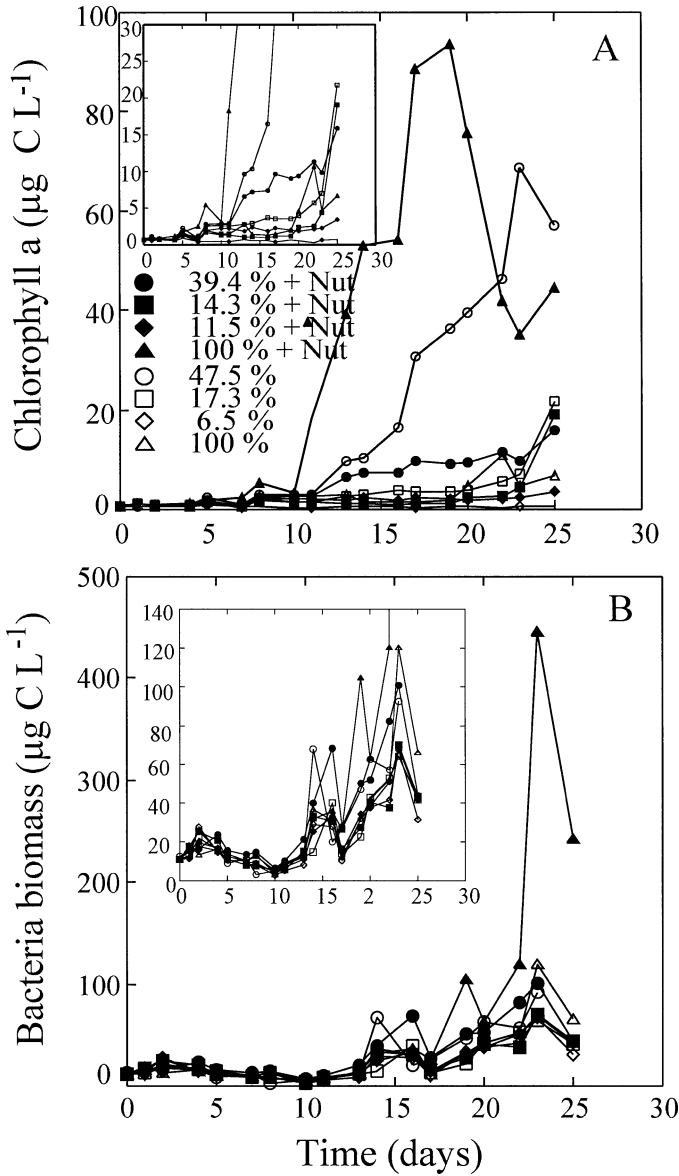 A
Chlorophyll a (µg C L-1)
100
80
60
40
20
0
0 5 10 15 20 25 30
30
25
20
15
10
5
0
0 5 10 15 20 25 30
39.4 % + Nut
14.3 % + Nut
11.5 % + Nut
100 % + Nut
47.5 %
17.3 %
6.5 %
100 %
B
Bacteria biomass (µg C L-1)
500
400
300
200
100
0
0 5 10 15 20 25 30
140
120
100
80
60
40
20
0
0 5 10 15 2 25 30
Time (days)